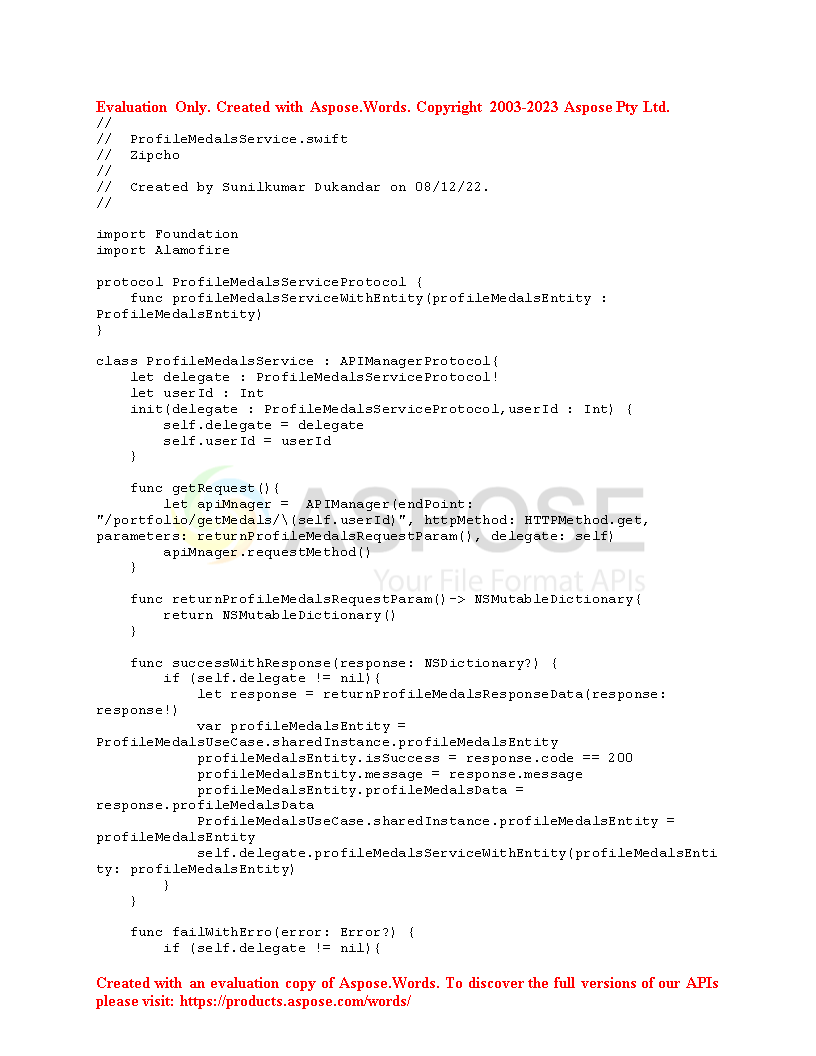 Evaluation Only. Created with Aspose.Words. Copyright 2003-2023 Aspose Pty Ltd.
//
//  ProfileMedalsService.swift
//  Zipcho
//
//  Created by Sunilkumar Dukandar on 08/12/22.
//
import Foundation
import Alamofire
protocol ProfileMedalsServiceProtocol {
    func profileMedalsServiceWithEntity(profileMedalsEntity :
ProfileMedalsEntity)
}
class ProfileMedalsService : APIManagerProtocol{
    let delegate : ProfileMedalsServiceProtocol!
    let userId : Int
    init(delegate : ProfileMedalsServiceProtocol,userId : Int) {
        self.delegate = delegate
        self.userId = userId
    }
    func getRequest(){
        let apiMnager =  APIManager(endPoint:
"/portfolio/getMedals/\(self.userId)", httpMethod: HTTPMethod.get,
parameters: returnProfileMedalsRequestParam(), delegate: self)
        apiMnager.requestMethod()
    }
ASPOSE
Your File Format APIs
    func returnProfileMedalsRequestParam()-> NSMutableDictionary{
        return NSMutableDictionary()
    }
    func successWithResponse(response: NSDictionary?) {
        if (self.delegate != nil){
            let response = returnProfileMedalsResponseData(response:
response!)
            var profileMedalsEntity =
ProfileMedalsUseCase.sharedInstance.profileMedalsEntity
            profileMedalsEntity.isSuccess = response.code == 200
            profileMedalsEntity.message = response.message
            profileMedalsEntity.profileMedalsData =
response.profileMedalsData
            ProfileMedalsUseCase.sharedInstance.profileMedalsEntity =
profileMedalsEntity
            self.delegate.profileMedalsServiceWithEntity(profileMedalsEnti
ty: profileMedalsEntity)
        }
    }
    func failWithErro(error: Error?) {
        if (self.delegate != nil){
Created with an evaluation copy of Aspose.Words. To discover the full versions of our APIs
please visit: https://products.aspose.com/words/